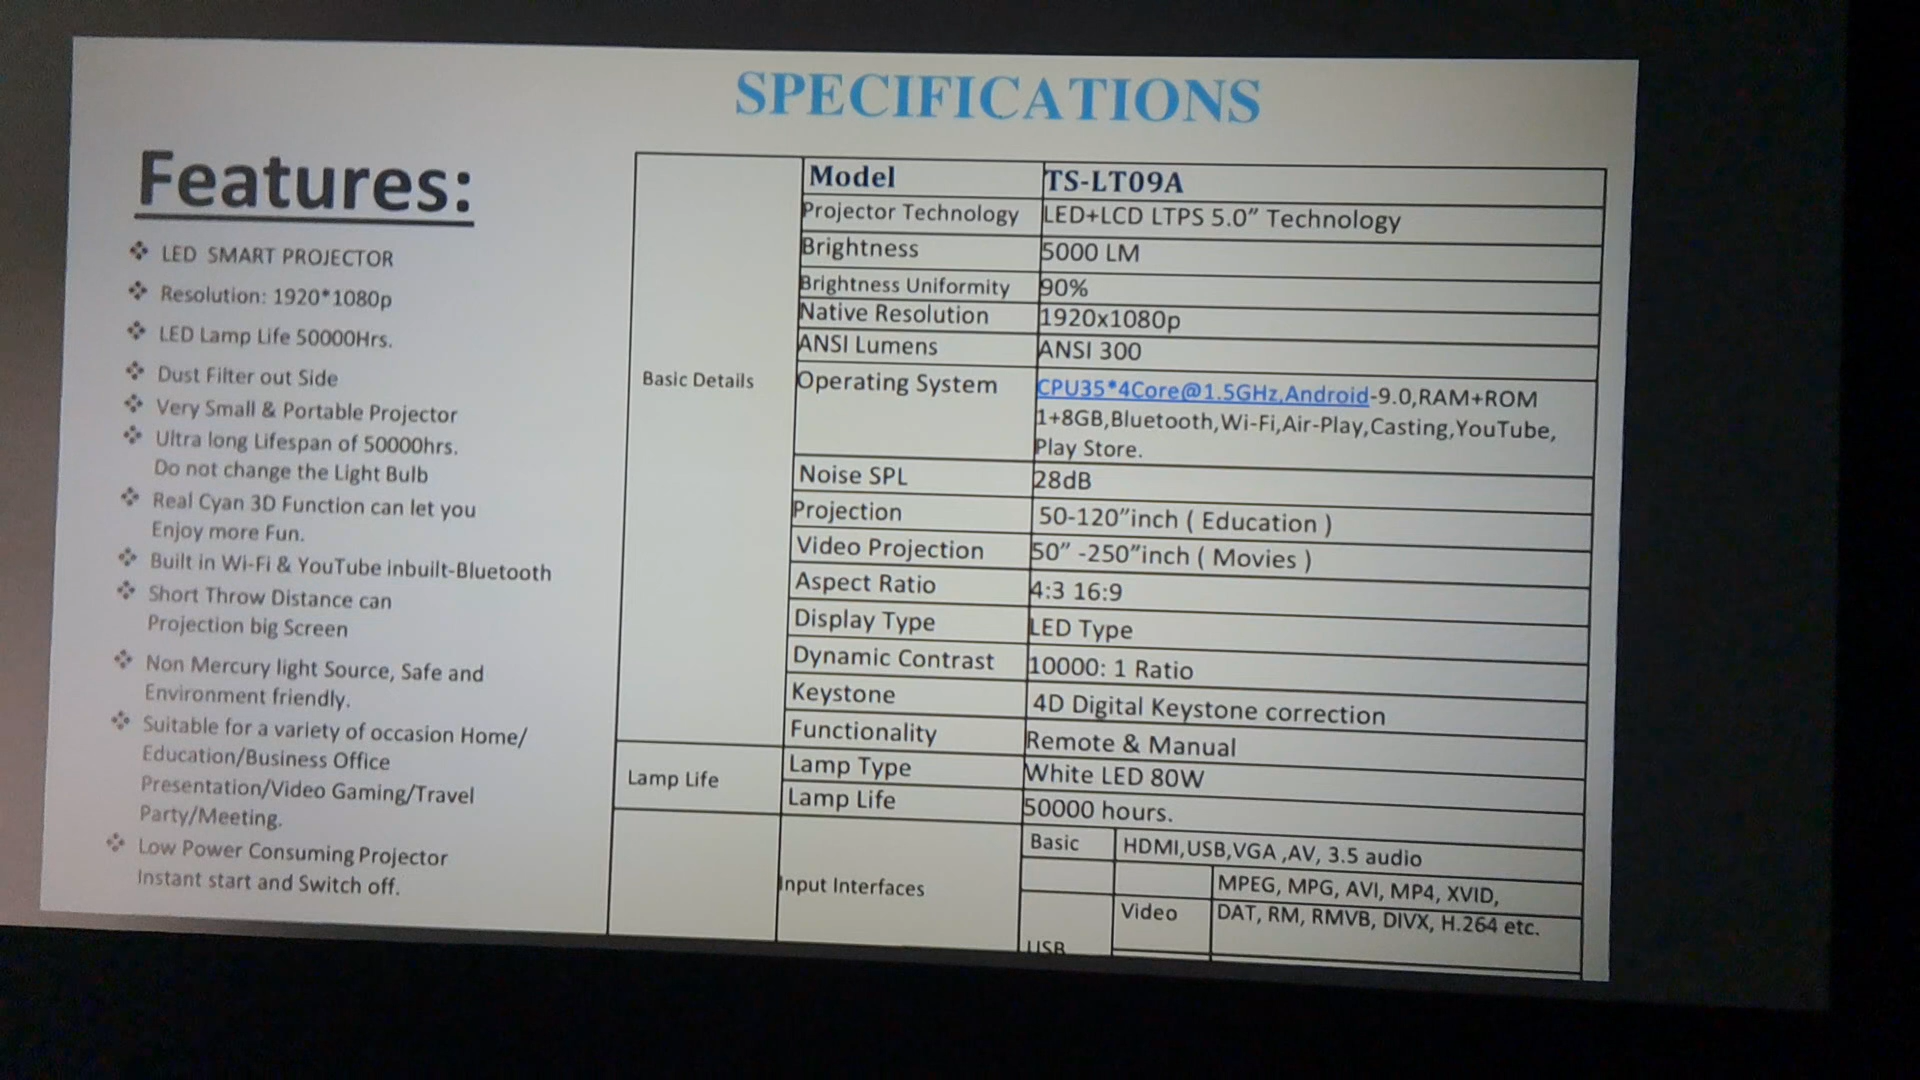 SPECIFICATIONS
Features:
LED SMART PROJECTOR
Resolution: 1920*1080p
LED Lamp Life 50000Hrs.
Dust Filter out Side
Very Small & Portable Projector
Ultra long Lifespan of 50000hrs.
Do not change the Light Bulb
Real Cyan 3D Function can let you
Enjoy more Fun.
Built in Wi-Fi & YouTube inbuilt-Bluetooth
Short Throw Distance can
Projection big Screen
Non Mercury light Source, Safe and
Environment friendly.
Suitable for a variety of occasion Home/
Education/Business Office
Presentation/Video Gaming/Travel
Party/Meeting.
Low Power Consuming Projector
Instant start and Switch off.
Basic Details
Model TS-LT09A
Projector Technology LED+LCD LTPS 5.0” Technology
Brightness 5000 LM
Brightness Uniformity 90%
Native Resolution 1920x1080p
ANSI Lumens ANSI 300
Operating System CPU35*4Core@1.5GHz,Android-9.0,RAM+ROM
1+8GB,Bluetooth,Wi-Fi,Air-Play,Casting,YouTube,
Play Store.
Noise SPL 28dB
Projection 50-120”inch ( Education )
Video Projection 50” -250”inch ( Movies )
Aspect Ratio 4:3 16:9
Display Type LED Type
Dynamic Contrast 10000: 1 Ratio
Keystone 4D Digital Keystone correction
Functionality Remote & Manual
Lamp Life
Lamp Type White LED 80W
Lamp Life 50000 hours.
Input Interfaces
Basic HDMI,USB,VGA ,AV, 3.5 audio
USB
Video
MPEG, MPG, AVI, MP4, XVID,
DAT, RM, RMVB, DIVX, H.264 etc.